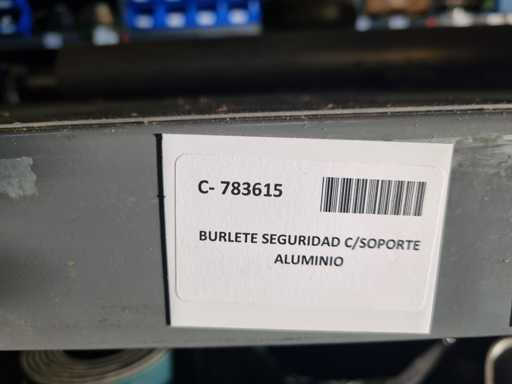 C- 783615
BURLETE SEGURIDAD C/SOPORTE
ALUMINIO